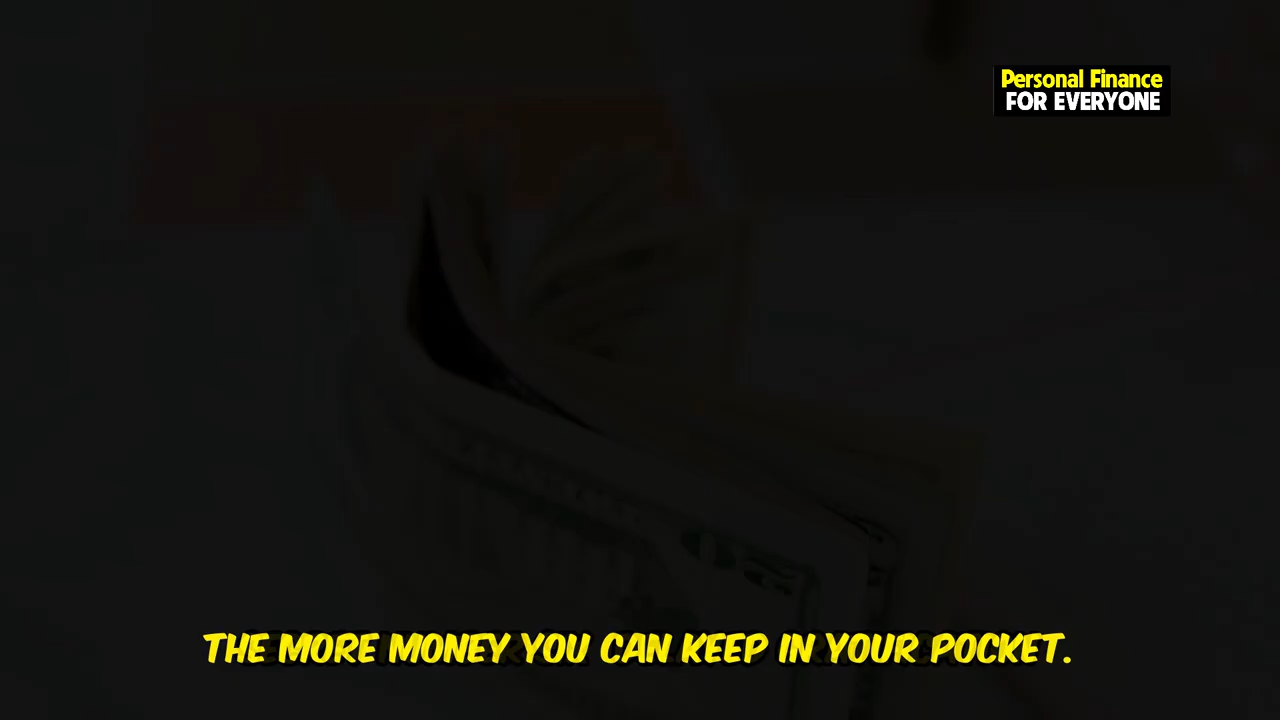 Personal Finance
FOR EVERYONE
THE MORE MONEY YOU CAN KEEP IN YOUR POCKET.